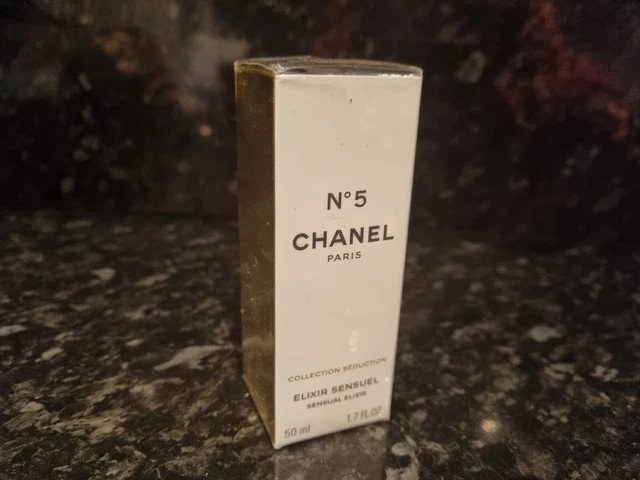 N°5
CHANEL
PARIS
COLLECTION SÉDUCTION
ELIXIR SENSUEL
SENSUAL ELIXIR
50 ml 1.7 FL. OZ